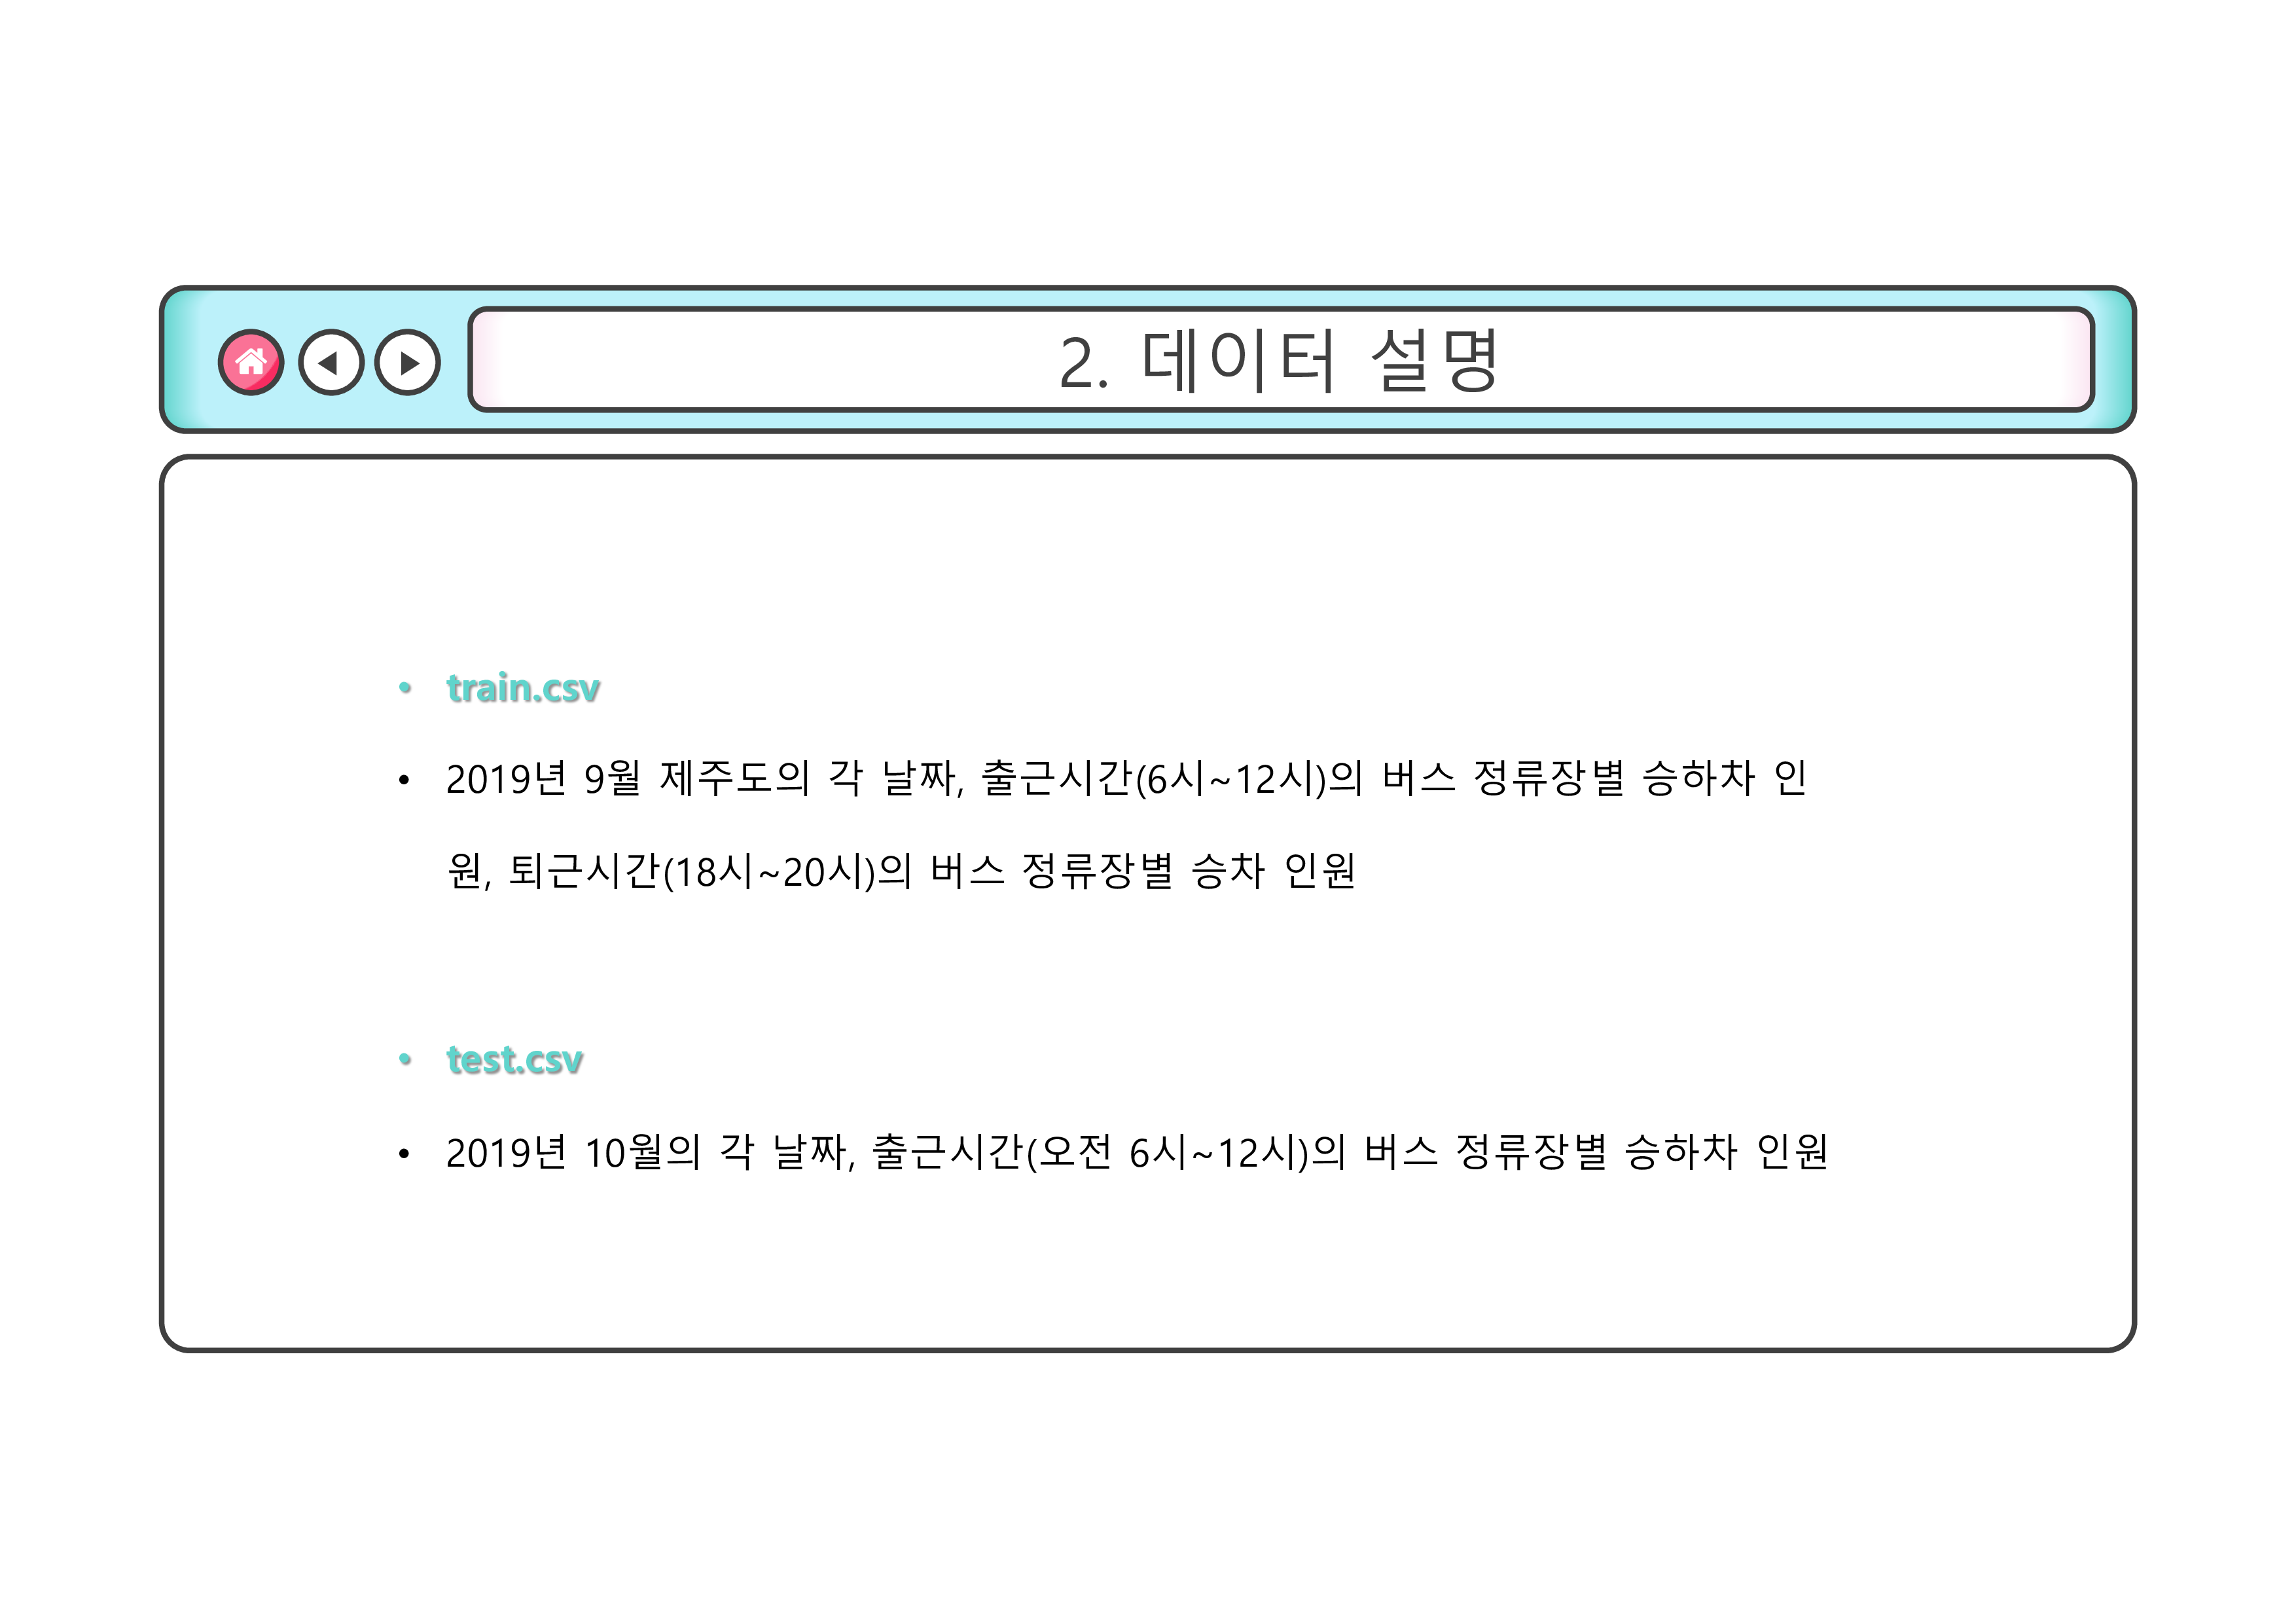 2. 데이터 설명
• train.csv
• 2019년 9월 제주도의 각 날짜, 출근시간(6시~12시)의 버스 정류장별 승하차 인
원, 퇴근시간(18시~20시)의 버스 정류장별 승차 인원
• test.csv
• 2019년 10월의 각 날짜, 출근시간(오전 6시~12시)의 버스 정류장별 승하차 인원